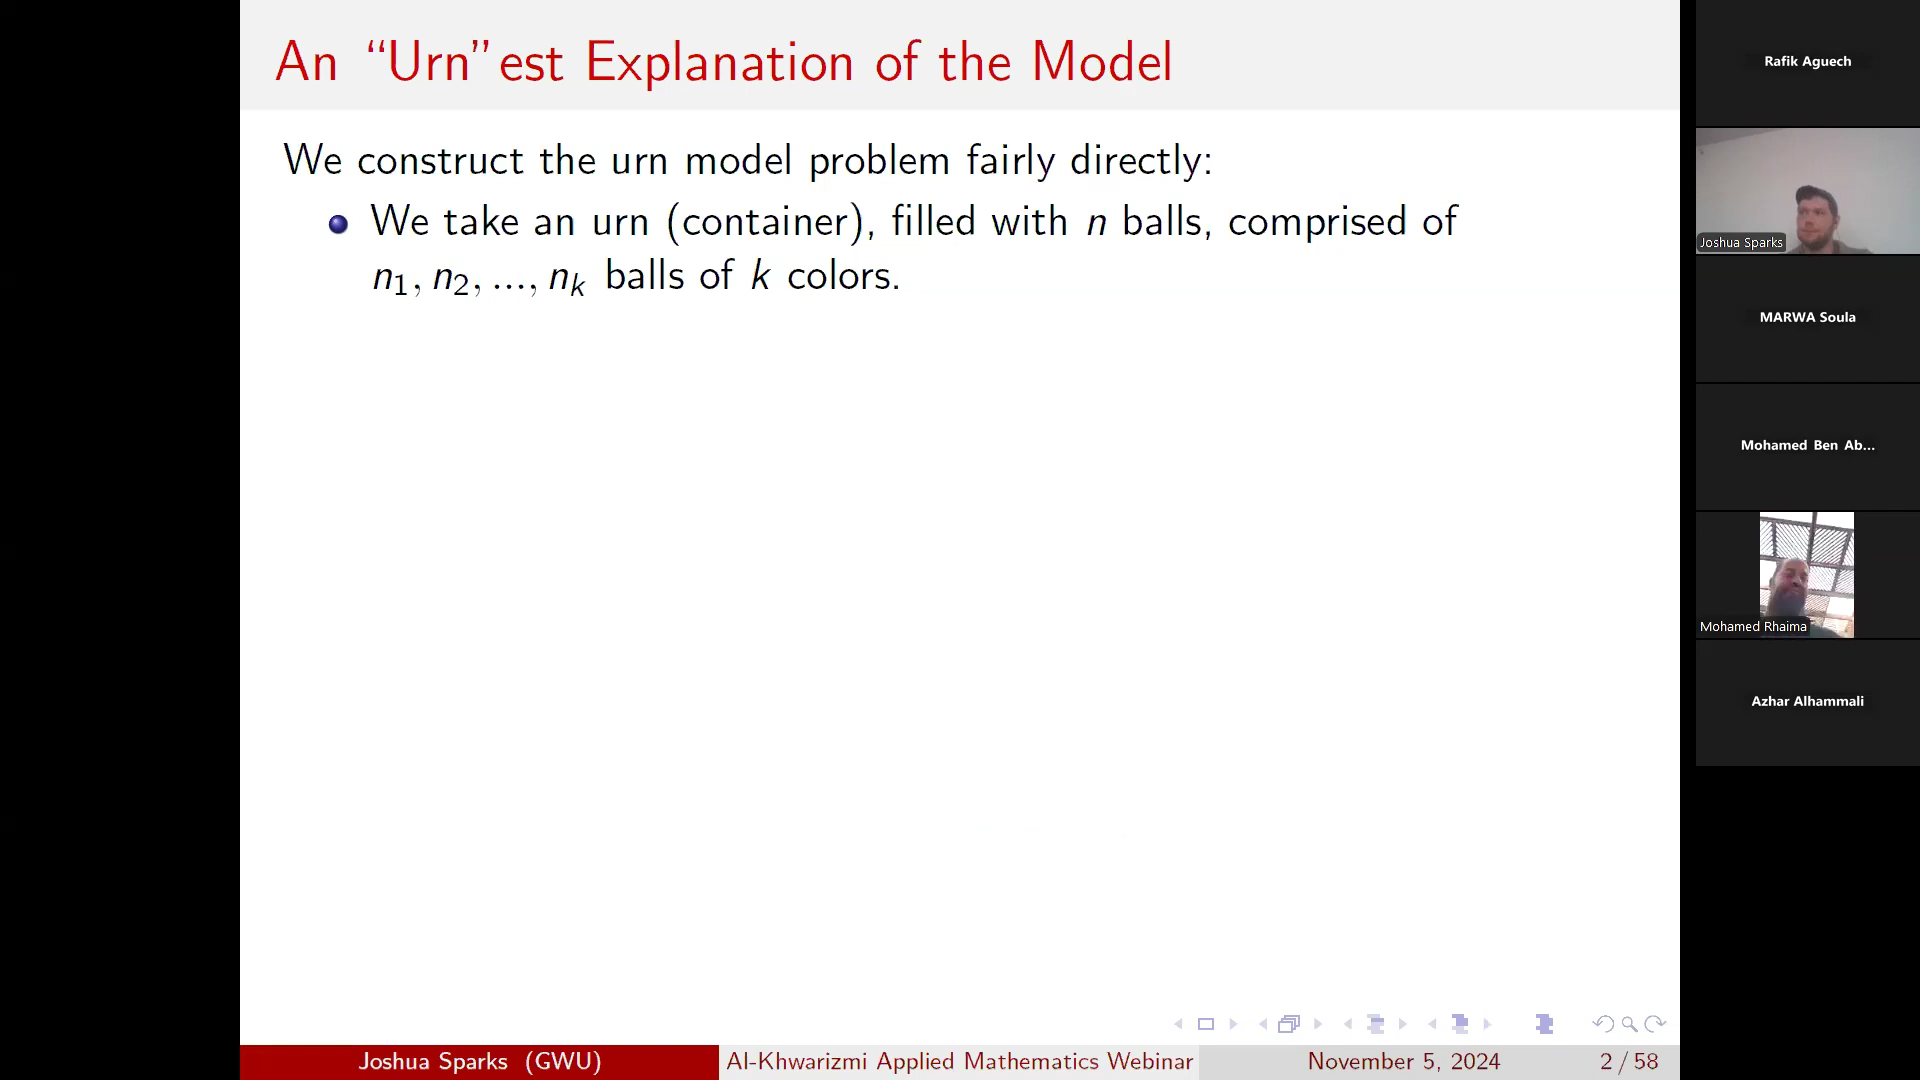 An “Urn”est Explanation of the Model
We construct the urn model problem fairly directly:
We take an urn (container), filled with n balls, comprised of
n₁, n₂, ..., nₖ balls of k colors.
Joshua Sparks (GWU)
Al-Khwarizmi Applied Mathematics Webinar
November 5, 2024
2 / 58
Rafik Aguech
Joshua Sparks
MARWA Soula
Mohamed Ben Ab...
Mohamed Rhaima
Azhar Alhammali